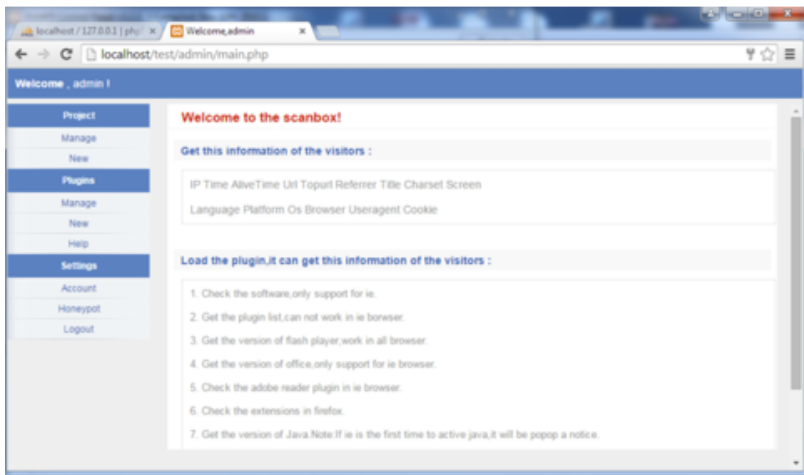 localhost / 127.0.0.1 | php
Welcome,admin
localhost/test/admin/main.php
Welcome , admin !
Project
Manage
New
Plugins
Manage
New
Help
Settings
Account
Honeypot
Logout
Welcome to the scanbox!
Get this information of the visitors :
IP Time AliveTime Url Topurl Referrer Title Charset Screen
Language Platform Os Browser Useragent Cookie
Load the plugin,it can get this information of the visitors :
1. Check the software,only support for ie.
2. Get the plugin list,can not work in ie borwser.
3. Get the version of flash player,work in all browser.
4. Get the version of office,only support for ie browser.
5. Check the adobe reader plugin in ie browser.
6. Check the extensions in firefox.
7. Get the version of Java.Note:If ie is the first time to active java,it will be popop a notice.